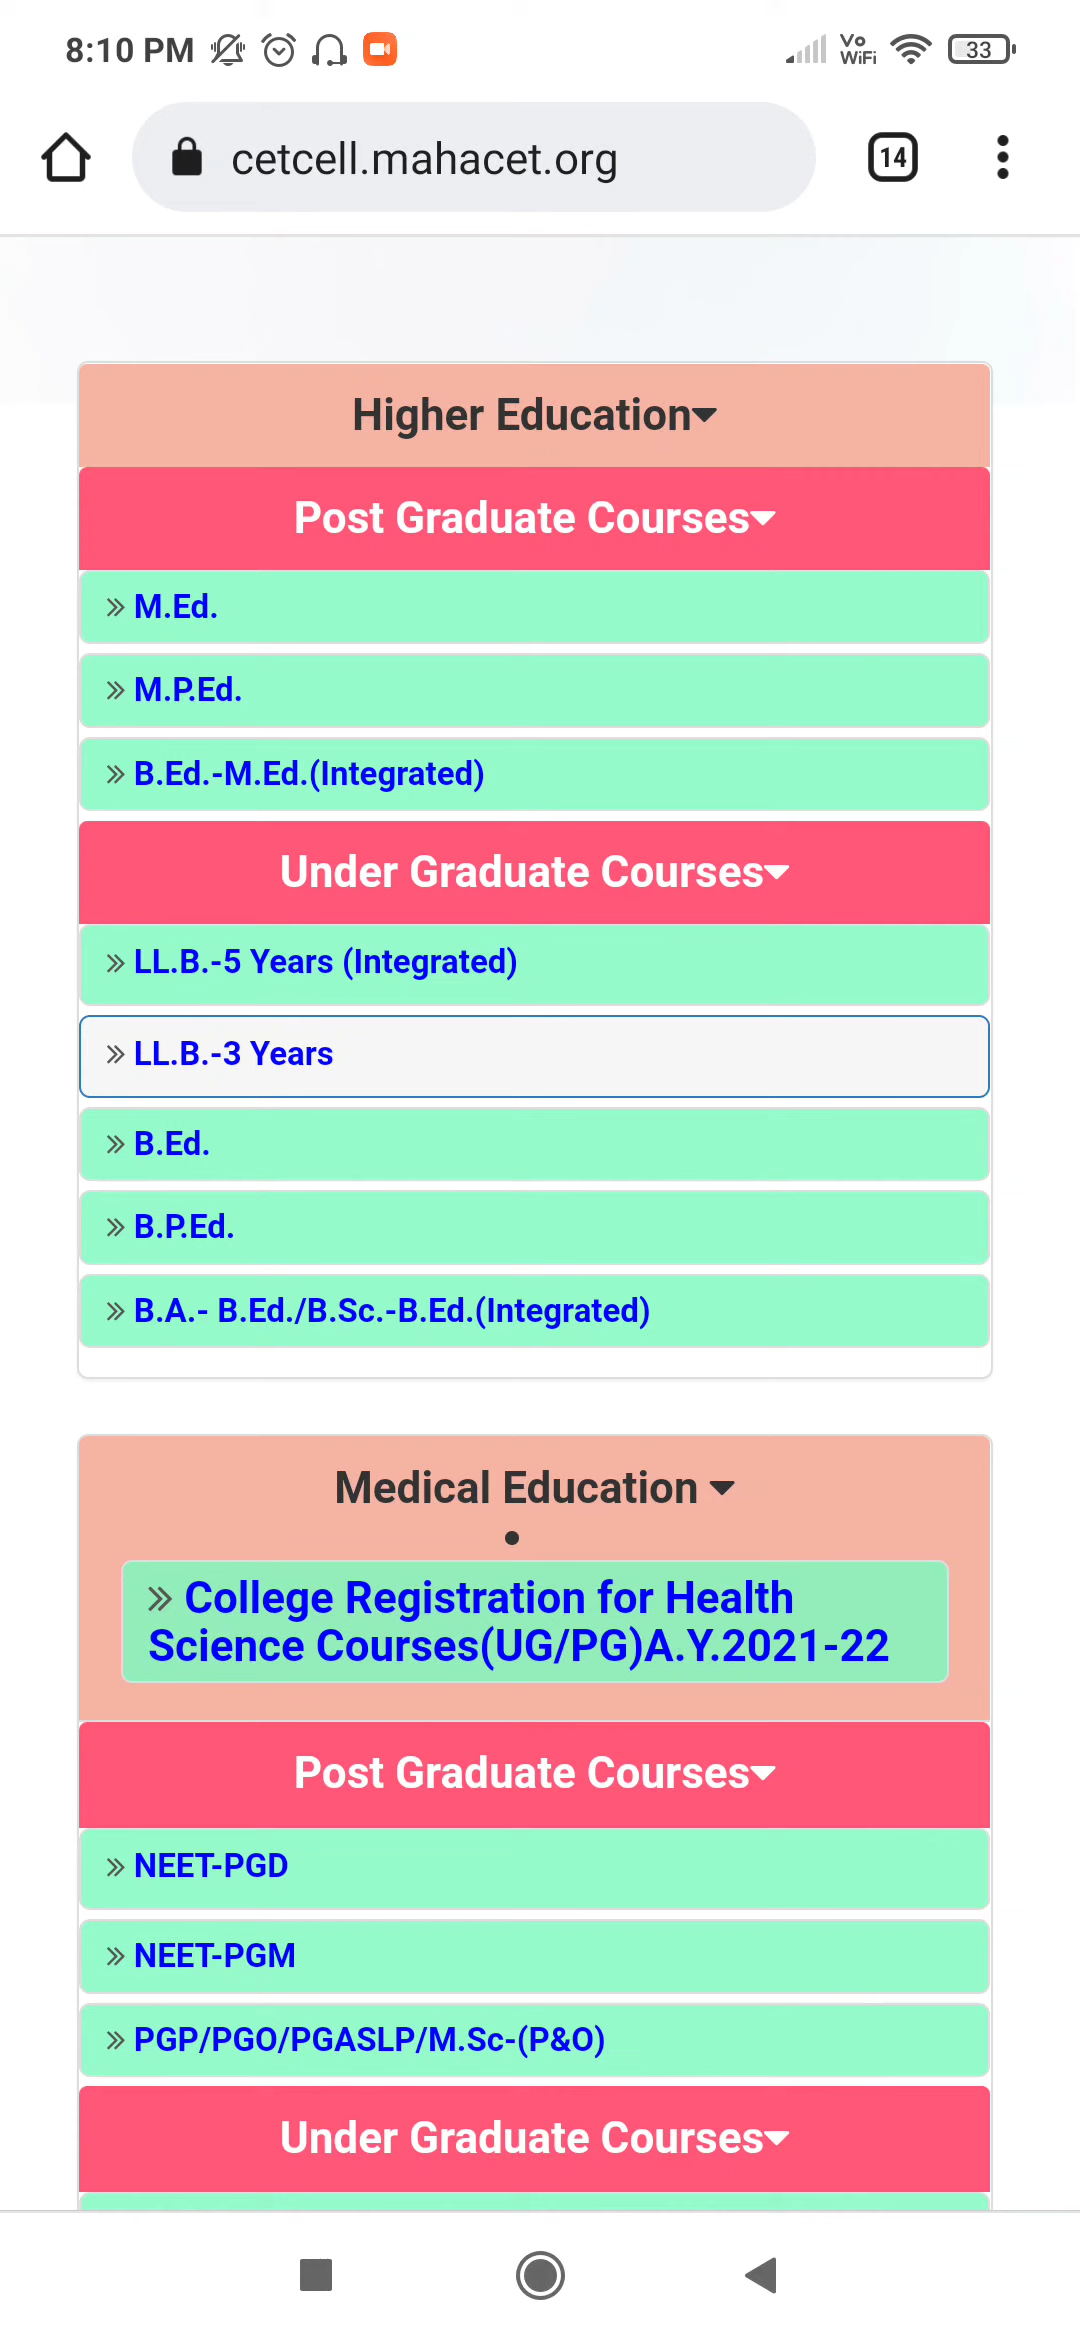 8:10 PM
Vo
WiFi
33
cetcell.mahacet.org
14
Higher Education
Post Graduate Courses
» M.Ed.
» M.P.Ed.
» B.Ed.-M.Ed.(Integrated)
Under Graduate Courses
» LL.B.-5 Years (Integrated)
» LL.B.-3 Years
» B.Ed.
» B.P.Ed.
» B.A.- B.Ed./B.Sc.-B.Ed.(Integrated)
Medical Education
» College Registration for Health
Science Courses(UG/PG)A.Y.2021-22
Post Graduate Courses
» NEET-PGD
» NEET-PGM
» PGP/PGO/PGASLP/M.Sc-(P&O)
Under Graduate Courses